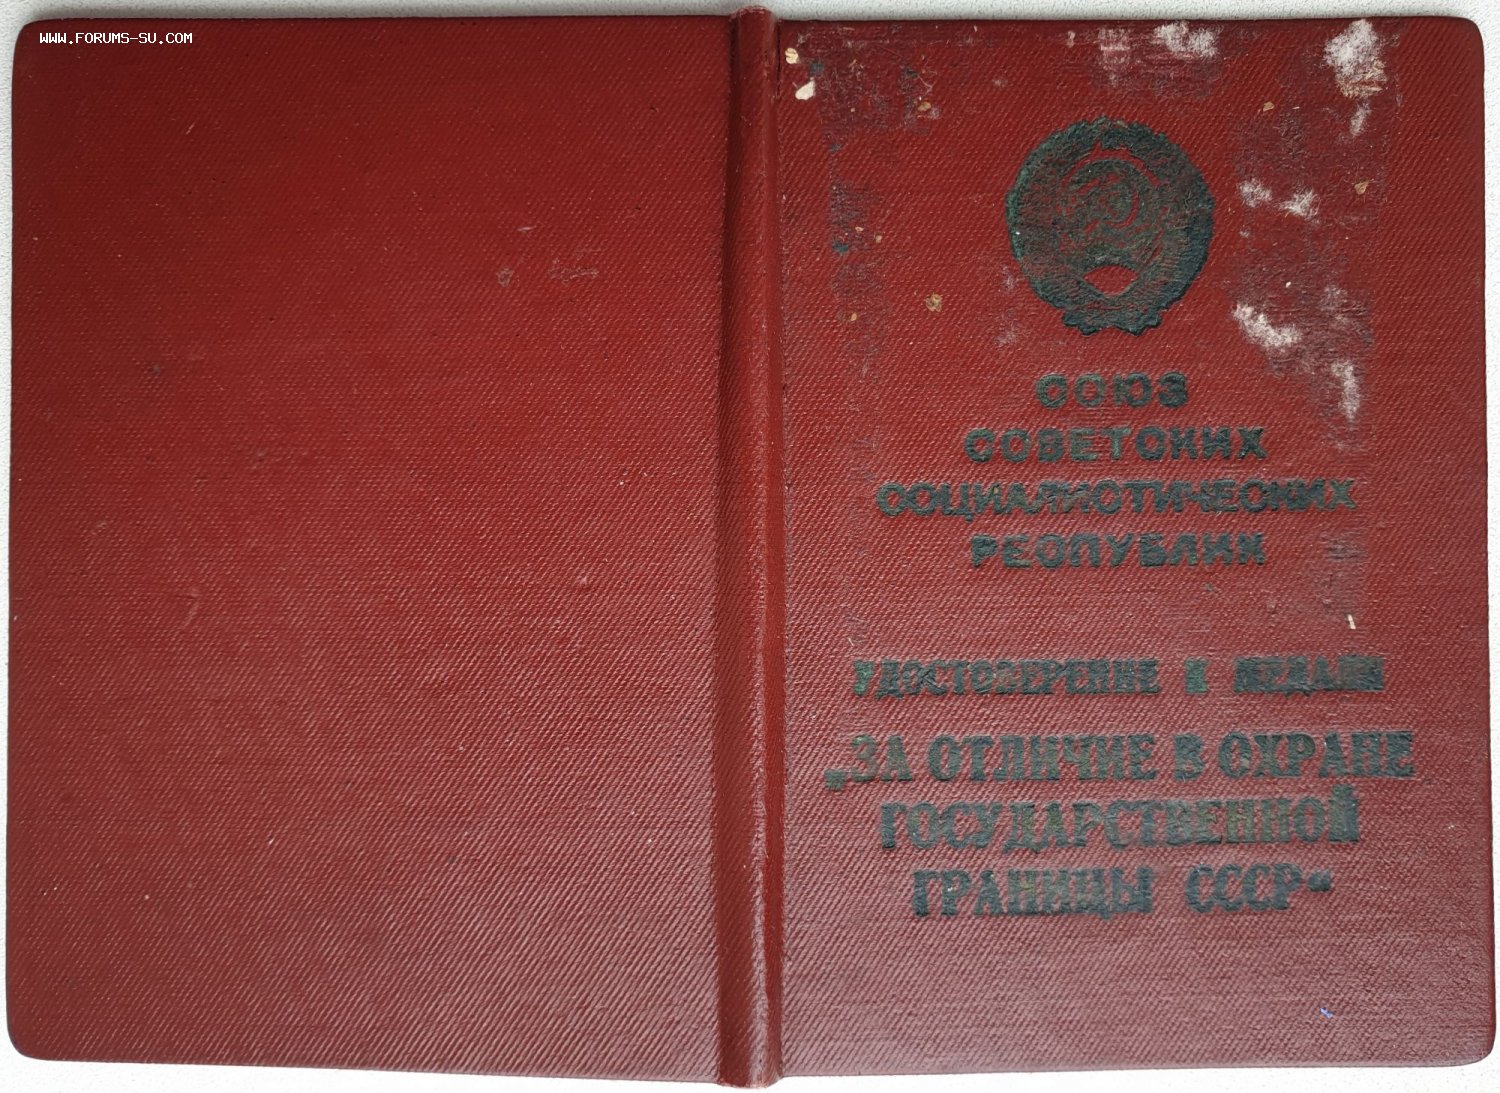 WWW.FORUMS-SU.COM
СОЮЗ
СОВЕТСКИХ
СОЦИАЛИСТИЧЕСКИХ
РЕСПУБЛИК
УДОСТОВЕРЕНИЕ К МЕДАЛИ
„ЗА ОТЛИЧИЕ В ОХРАНЕ
ГОСУДАРСТВЕННОЙ
ГРАНИЦЫ СССР“